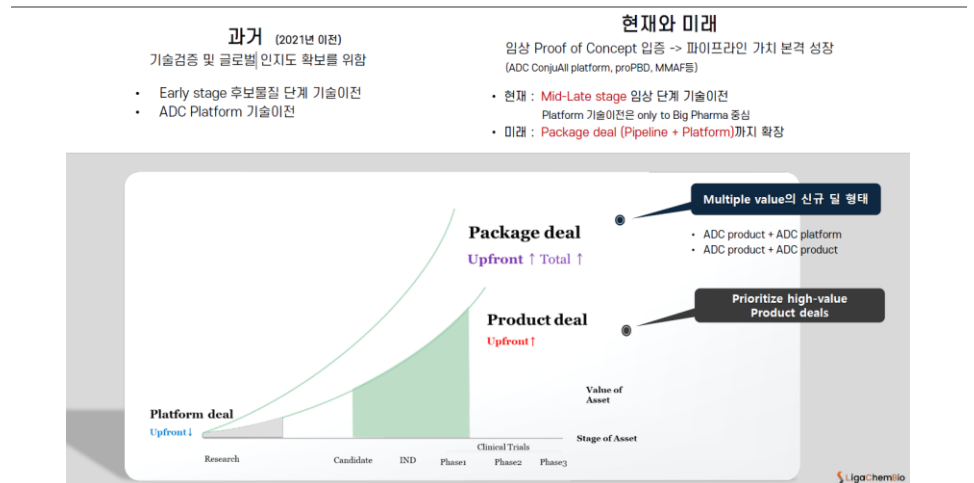 과거 (2021년 이전)
기술검증 및 글로벌 인지도 확보를 위함
• Early stage 후보물질 단계 기술이전
• ADC Platform 기술이전
현재와 미래
임상 Proof of Concept 입증 -> 파이프라인 가치 본격 성장
(ADC ConjuAll platform, proPBD, MMAF등)
• 현재 : Mid-Late stage 임상 단계 기술이전
Platform 기술이전은 only to Big Pharma 중심
• 미래 : Package deal (Pipeline + Platform)까지 확장
Multiple value의 신규 딜 형태
• ADC product + ADC platform
• ADC product + ADC product
Package deal
Upfront ↑ Total ↑
Prioritize high-value
Product deals
Product deal
Upfront↑
Value of
Asset
Platform deal
Upfront↓
Stage of Asset
Clinical Trials
Research
Candidate
IND
Phase1
Phase2
Phase3
LigaChemBio